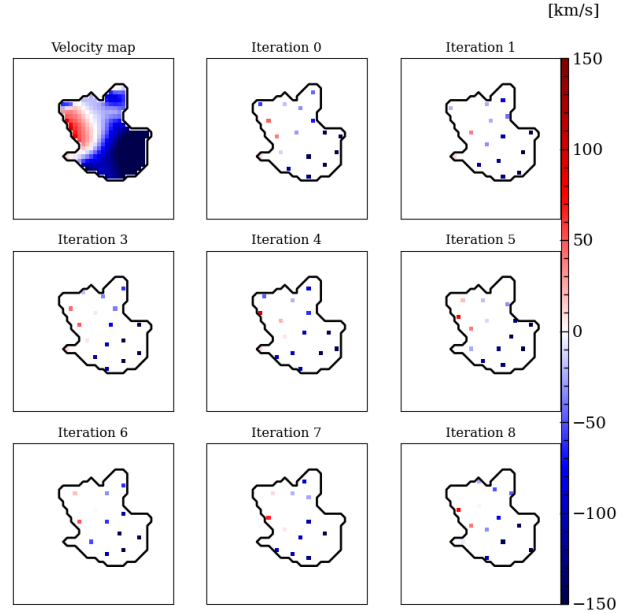 [km/s]
Velocity map
Iteration 0
Iteration 1
Iteration 3
Iteration 4
Iteration 5
Iteration 6
Iteration 7
Iteration 8
150
100
50
0
−50
−100
−150